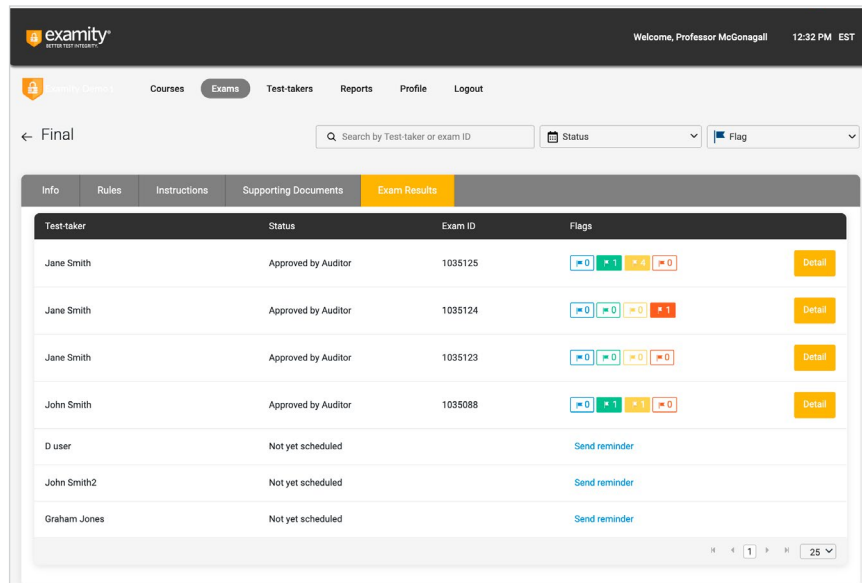 examity®
BETTER TEST INTEGRITY.
Welcome, Professor McGonagall 12:32 PM EST
Courses Exams Test-takers Reports Profile Logout
← Final
Search by Test-taker or exam ID Status Flag
Info Rules Instructions Supporting Documents Exam Results
Test-taker Status Exam ID Flags
Jane Smith Approved by Auditor 1035125 0 1 4 0 Detail
Jane Smith Approved by Auditor 1035124 0 0 0 1 Detail
Jane Smith Approved by Auditor 1035123 0 0 0 0 Detail
John Smith Approved by Auditor 1035088 0 1 1 0 Detail
D user Not yet scheduled Send reminder
John Smith2 Not yet scheduled Send reminder
Graham Jones Not yet scheduled Send reminder
1 25